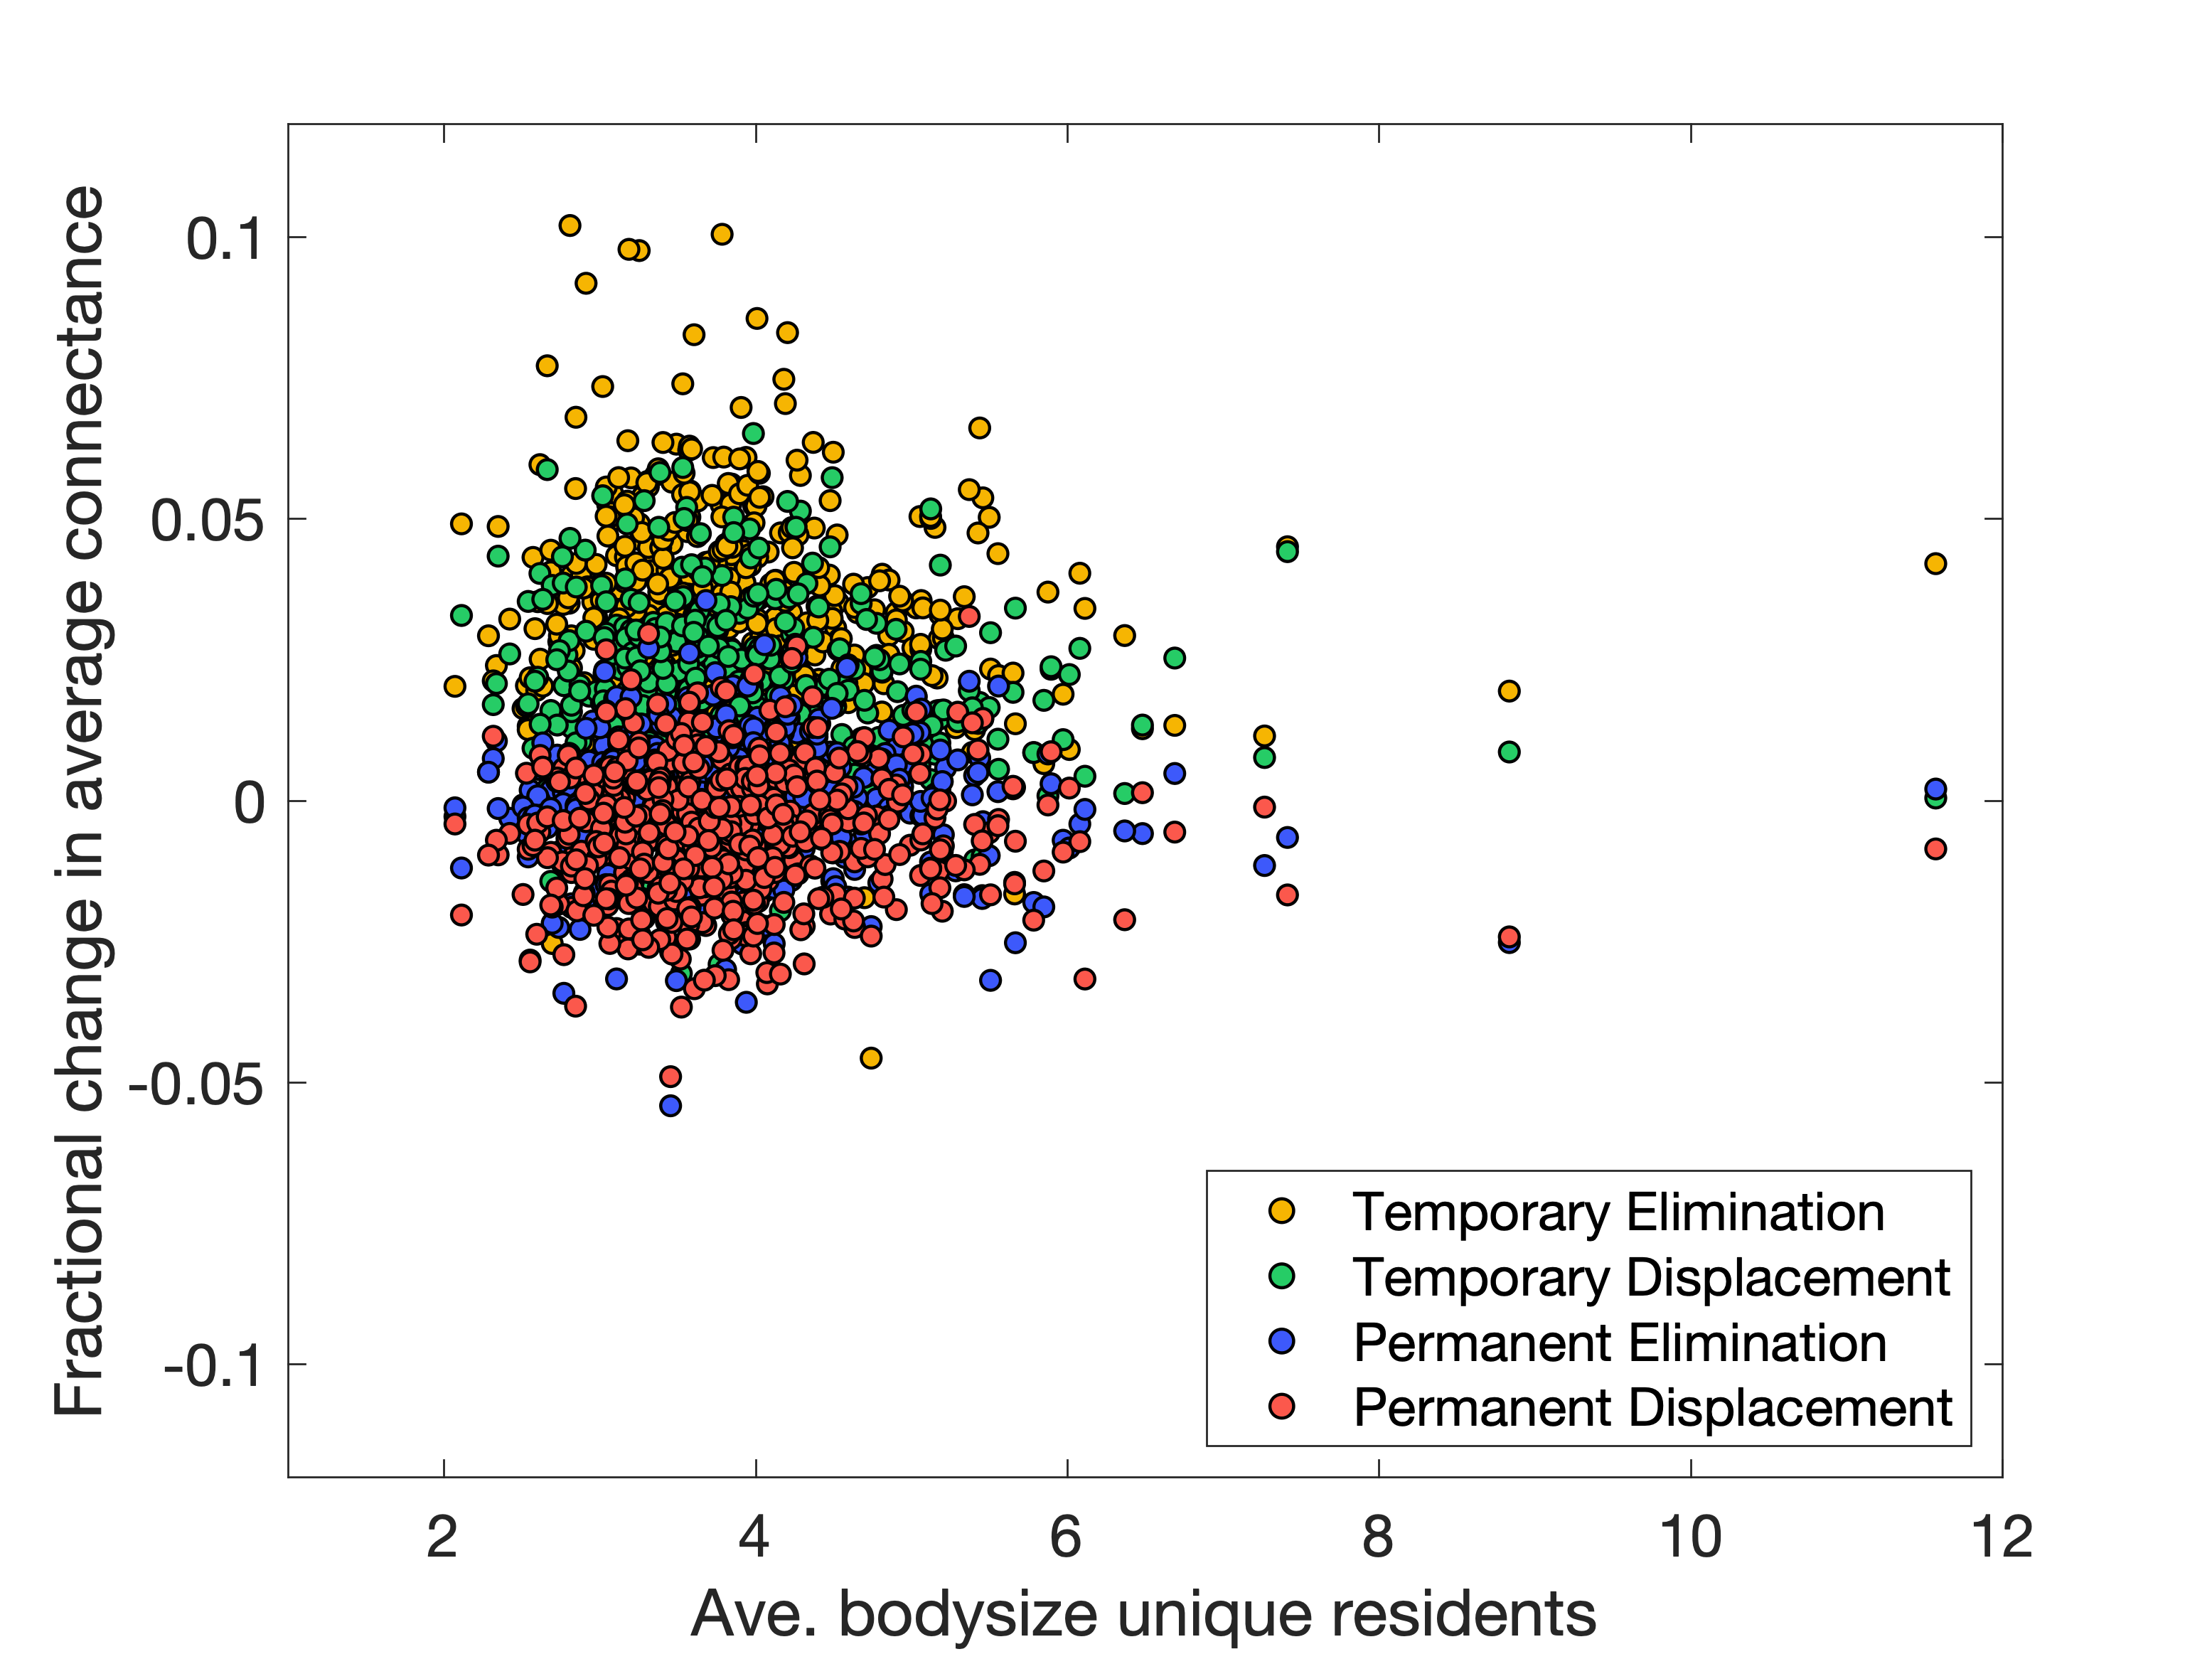 Fractional change in average connectance
0.1
0.05
0
-0.05
-0.1
2
4
6
8
10
12
Ave. bodysize unique residents
Temporary Elimination
Temporary Displacement
Permanent Elimination
Permanent Displacement